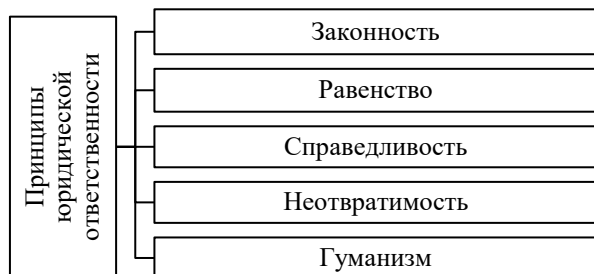 Принципы
юридической
ответственности
Законность
Равенство
Справедливость
Неотвратимость
Гуманизм